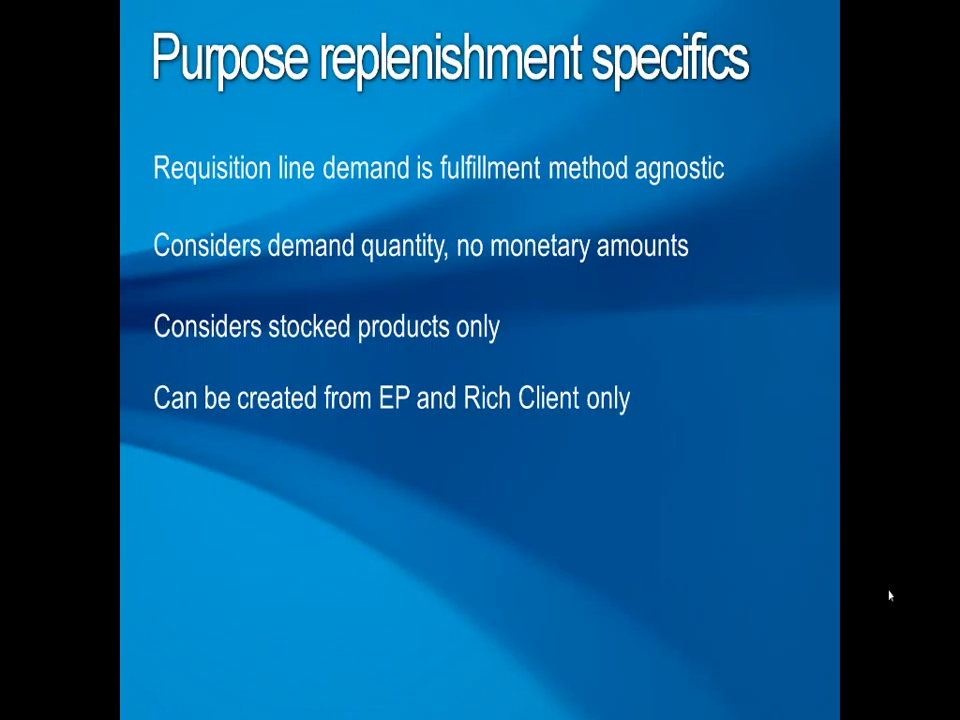 Purpose replenishment specifics
Requisition line demand is fulfillment method agnostic
Considers demand quantity, no monetary amounts
Considers stocked products only
Can be created from EP and Rich Client only